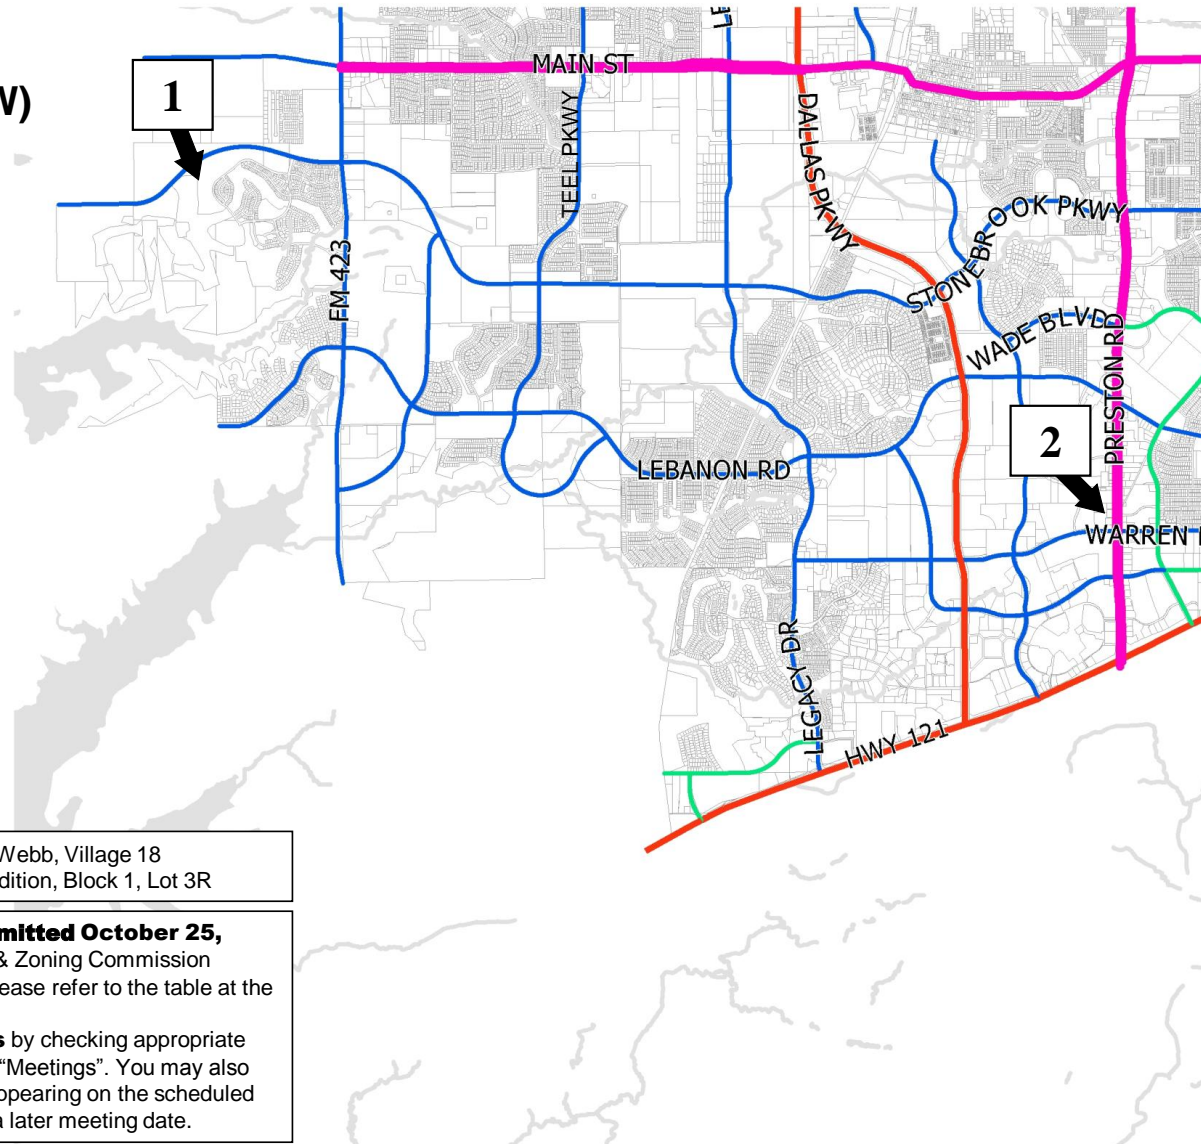 W)
1
MAIN ST
TEEL PKWY
DALLAS PKWY
STONEBROOK PKWY
FM 423
WADE BLVD
PRESTON RD
2
LEBANON RD
WARREN
LEGACY DR
HWY 121
Webb, Village 18
dition, Block 1, Lot 3R
mitted October 25,
& Zoning Commission
ease refer to the table at the
s by checking appropriate
“Meetings”. You may also
ppearing on the scheduled
a later meeting date.